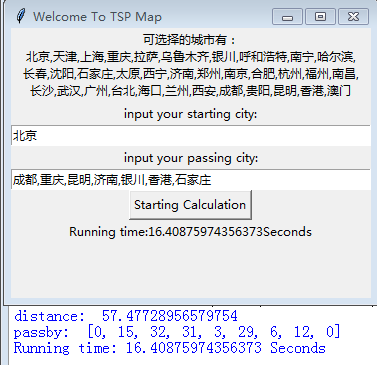 Welcome To TSP Map
可选择的城市有：
北京,天津,上海,重庆,拉萨,乌鲁木齐,银川,呼和浩特,南宁,哈尔滨,
长春,沈阳,石家庄,太原,西宁,济南,郑州,南京,合肥,杭州,福州,南昌,
长沙,武汉,广州,台北,海口,兰州,西安,成都,贵阳,昆明,香港,澳门
input your starting city:
北京
input your passing city:
成都,重庆,昆明,济南,银川,香港,石家庄
Starting Calculation
Running time:16.40875974356373Seconds
distance:  57.47728956579754
passby:  [0, 15, 32, 31, 3, 29, 6, 12, 0]
Running time: 16.40875974356373 Seconds